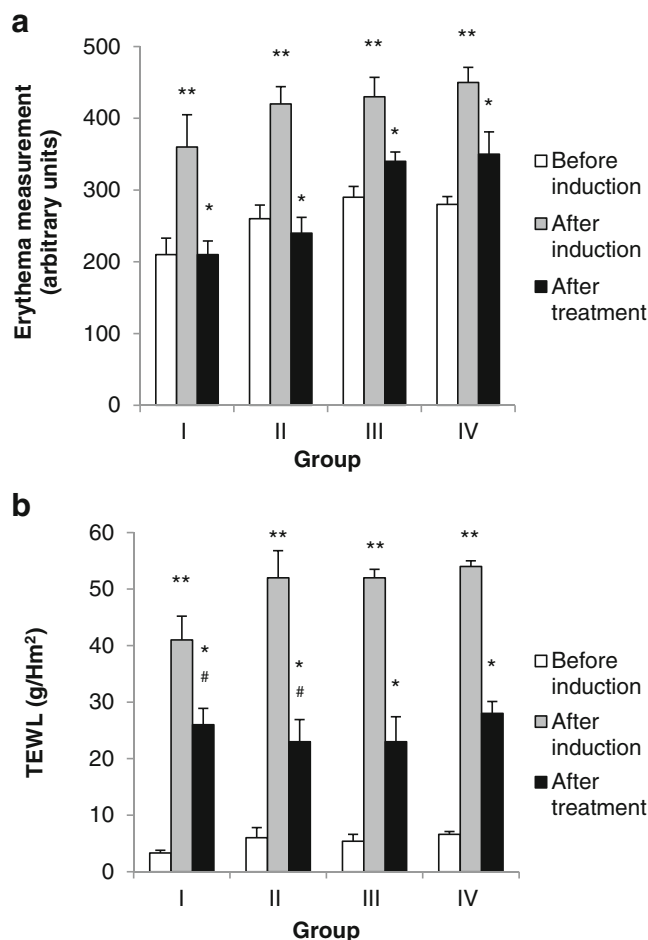 a
Erythema measurement
(arbitrary units)
500
400
300
200
100
0
** ** ** **
* * * *
I II III IV
Group
Before
induction
After
induction
After
treatment
b
TEWL (g/Hm²)
60
50
40
30
20
10
0
** ** ** **
* * * *
# #
I II III IV
Group
Before
induction
After
induction
After
treatment